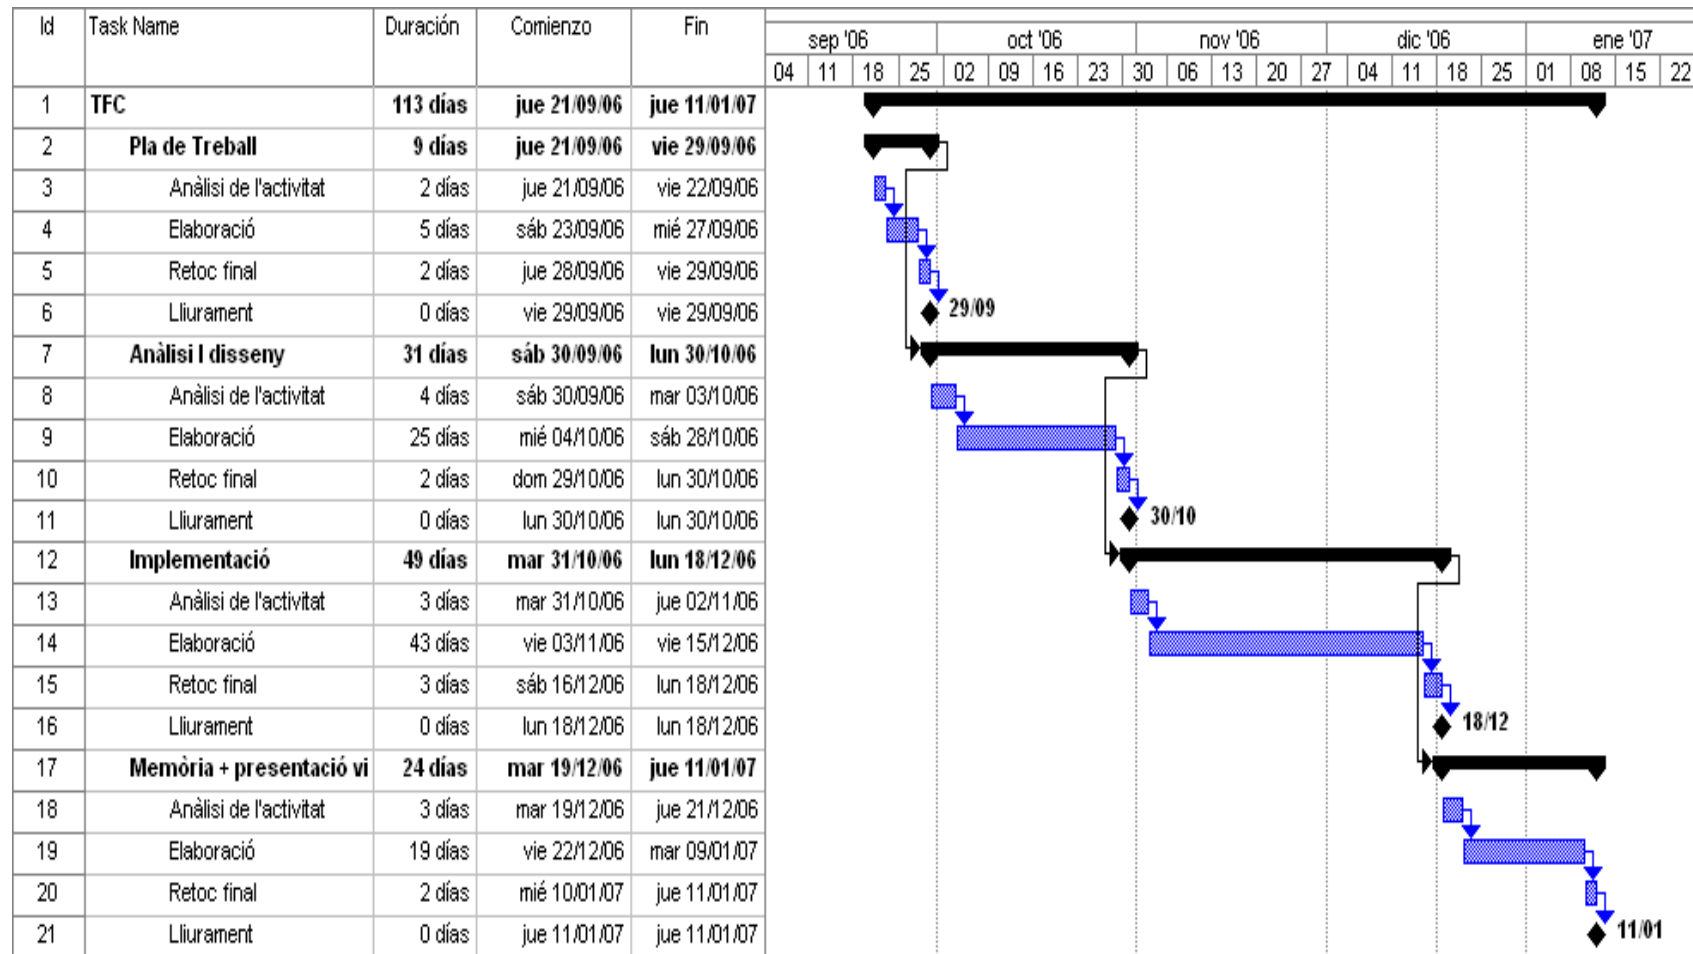 Id Task Name Duración Comienzo Fin
sep '06 oct '06 nov '06 dic '06 ene '07
04 11 18 25 02 09 16 23 30 06 13 20 27 04 11 18 25 01 08 15 22
1 TFC 113 días jue 21/09/06 jue 11/01/07
2 Pla de Treball 9 días jue 21/09/06 vie 29/09/06
3 Anàlisi de l'activitat 2 días jue 21/09/06 vie 22/09/06
4 Elaboració 5 días sáb 23/09/06 mié 27/09/06
5 Retoc final 2 días jue 28/09/06 vie 29/09/06
6 Lliurament 0 días vie 29/09/06 vie 29/09/06 29/09
7 Anàlisi I disseny 31 días sáb 30/09/06 lun 30/10/06
8 Anàlisi de l'activitat 4 días sáb 30/09/06 mar 03/10/06
9 Elaboració 25 días mié 04/10/06 sáb 28/10/06
10 Retoc final 2 días dom 29/10/06 lun 30/10/06
11 Lliurament 0 días lun 30/10/06 lun 30/10/06 30/10
12 Implementació 49 días mar 31/10/06 lun 18/12/06
13 Anàlisi de l'activitat 3 días mar 31/10/06 jue 02/11/06
14 Elaboració 43 días vie 03/11/06 vie 15/12/06
15 Retoc final 3 días sáb 16/12/06 lun 18/12/06
16 Lliurament 0 días lun 18/12/06 lun 18/12/06 18/12
17 Memòria + presentació vi 24 días mar 19/12/06 jue 11/01/07
18 Anàlisi de l'activitat 3 días mar 19/12/06 jue 21/12/06
19 Elaboració 19 días vie 22/12/06 mar 09/01/07
20 Retoc final 2 días mié 10/01/07 jue 11/01/07
21 Lliurament 0 días jue 11/01/07 jue 11/01/07 11/01